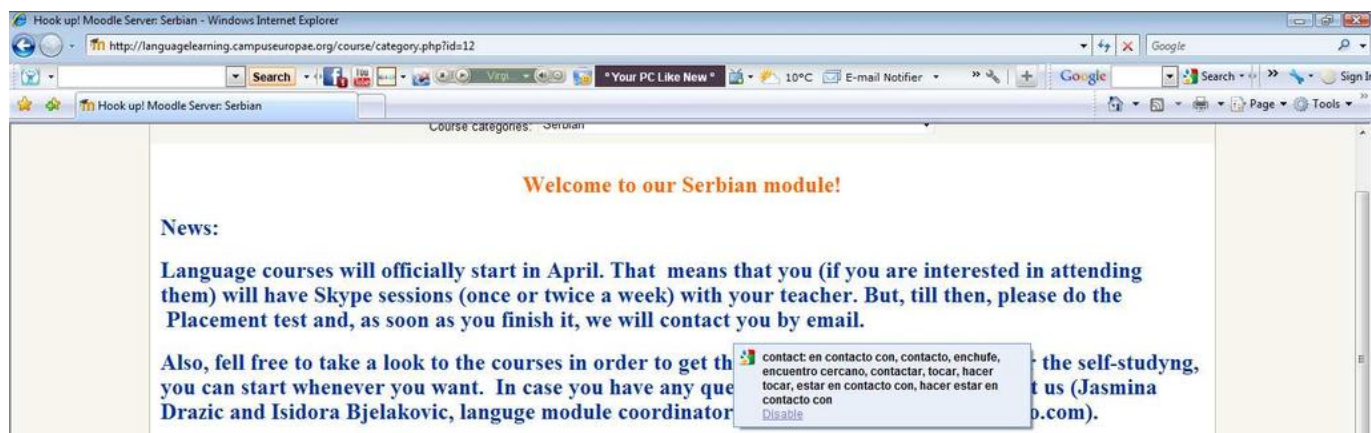 Hook up! Moodle Server: Serbian - Windows Internet Explorer
http://languagelearning.campuseuropae.org/course/category.php?id=12 Google
Search Virgi... "Your PC Like New" 10°C E-mail Notifier » Google Search » Sign In
Hook up! Moodle Server: Serbian Page Tools »
Course categories: Serbian
Welcome to our Serbian module!
News:
Language courses will officially start in April. That means that you (if you are interested in attending
them) will have Skype sessions (once or twice a week) with your teacher. But, till then, please do the
Placement test and, as soon as you finish it, we will contact you by email.
Also, fell free to take a look to the courses in order to get th the self-studyng,
you can start whenever you want. In case you have any que t us (Jasmina
Drazic and Isidora Bjelakovic, languge module coordinator o.com).
contact: en contacto con, contacto, enchufe,
encuentro cercano, contactar, tocar, hacer
tocar, estar en contacto con, hacer estar en
contacto con
Disable